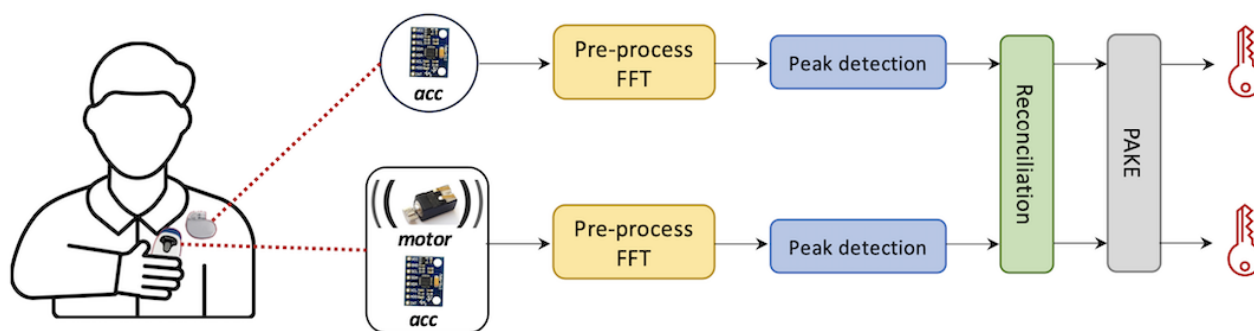 acc
Pre-process
FFT
Peak detection
Reconciliation
PAKE
motor
acc
Pre-process
FFT
Peak detection